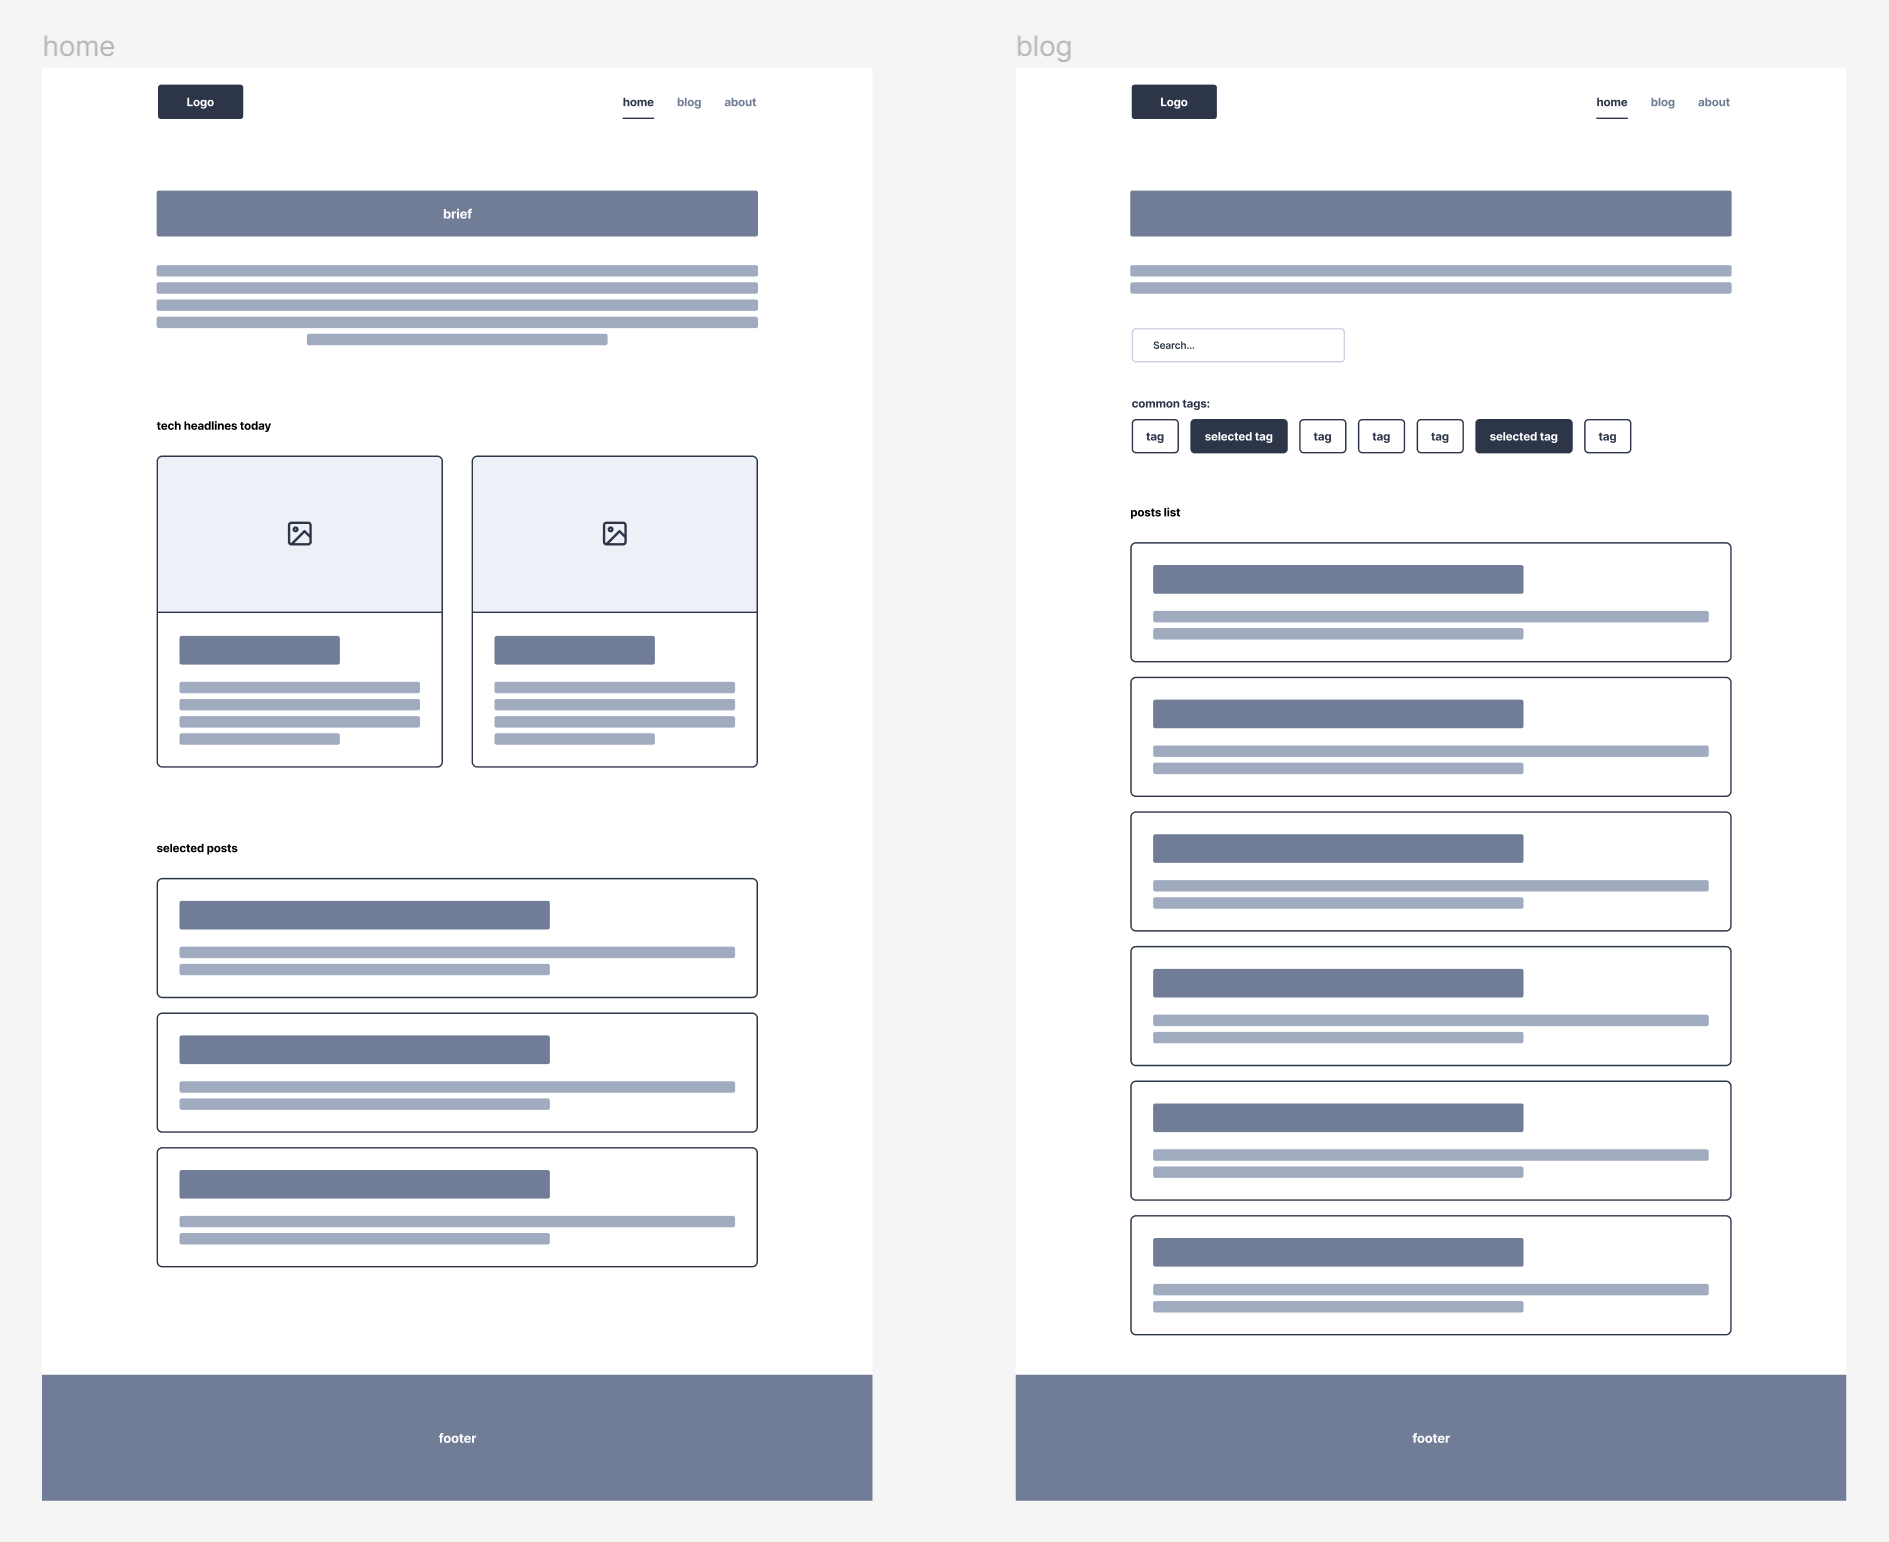 home
Logo
home blog about
brief
tech headlines today
selected posts
footer
blog
Logo
home blog about
Search...
common tags:
tag selected tag tag tag tag selected tag tag
posts list
footer